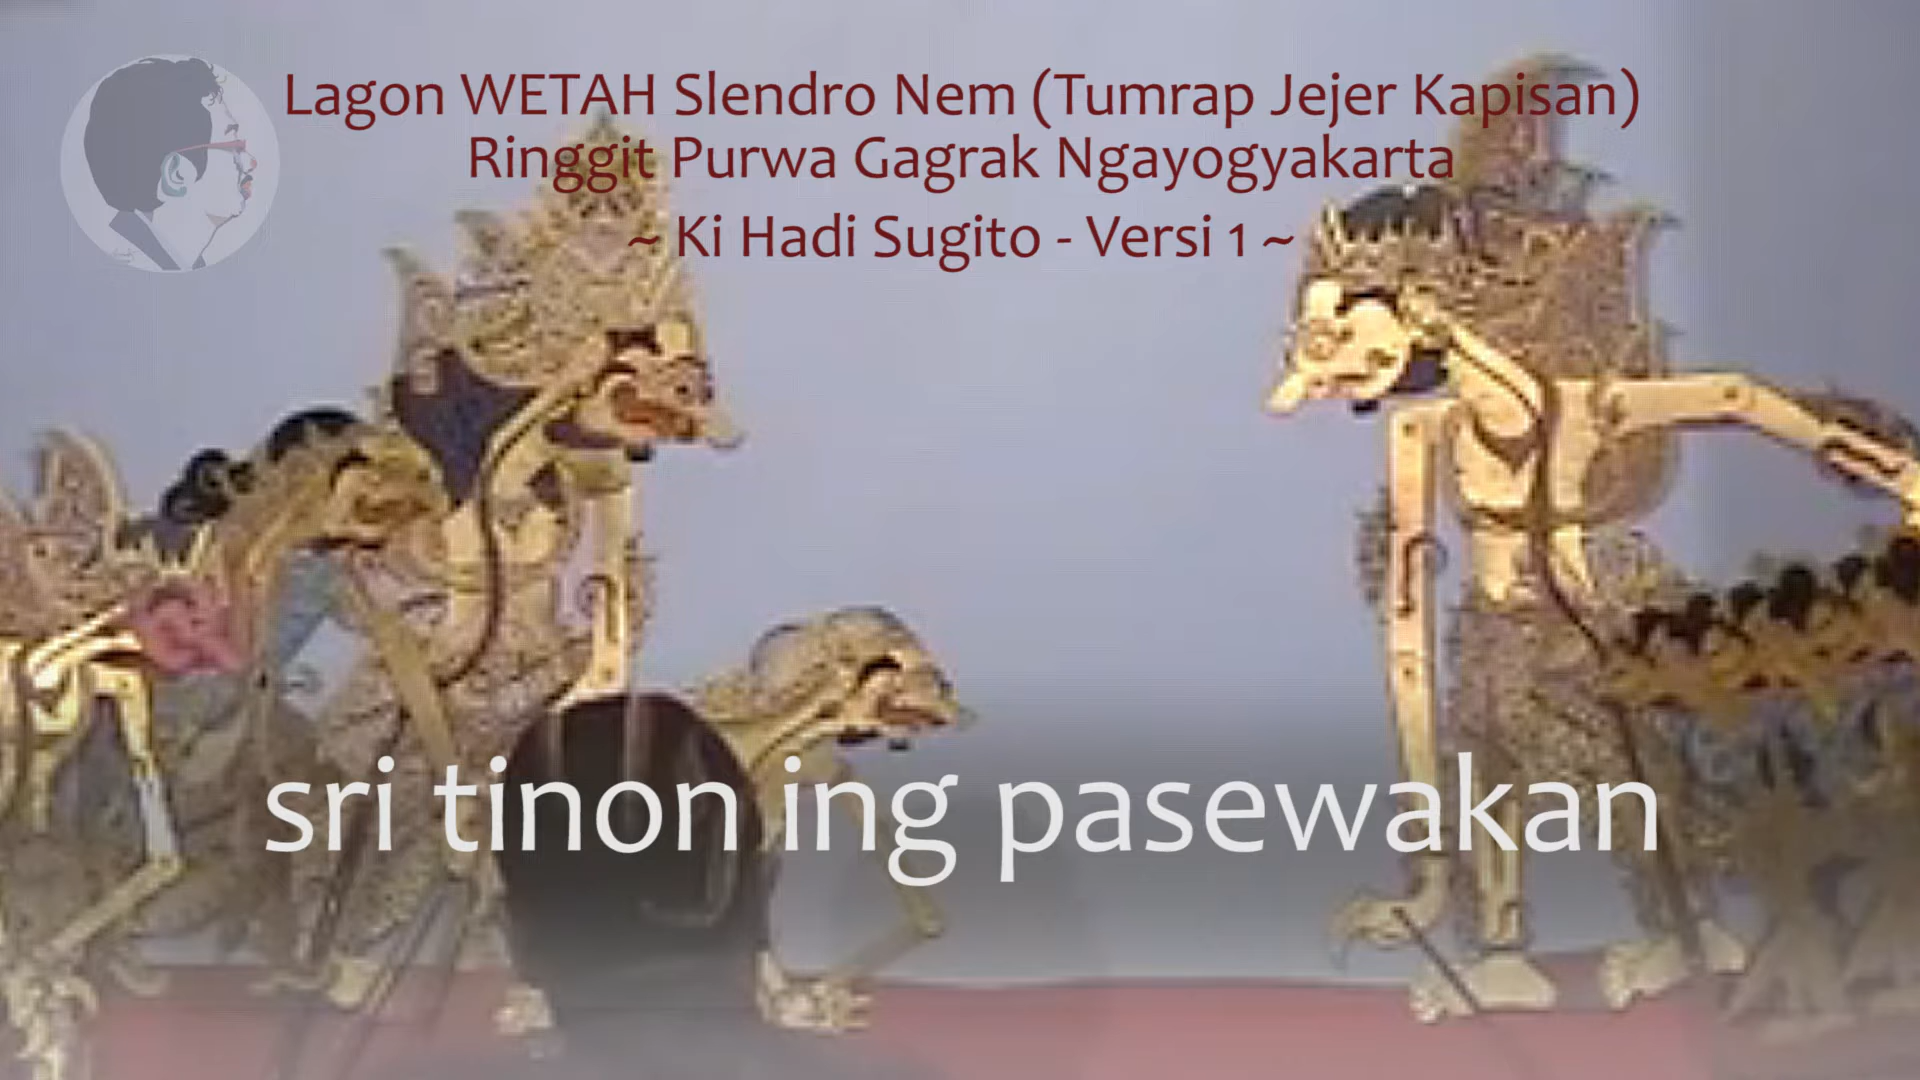 Lagon WETAH Slendro Nem (Tumrap Jejer Kapisan)
Ringgit Purwa Gagrak Ngayogyakarta
~ Ki Hadi Sugito - Versi 1 ~
sri tinon ing pasewakan